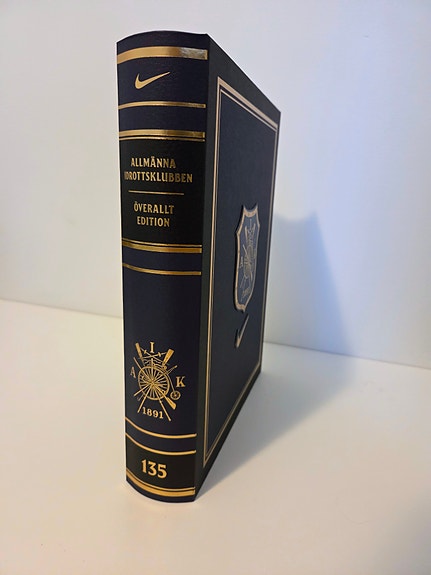 ALLMÄNNA
IDROTTSKLUBBEN
ÖVERALLT
EDITION
I
A K
1891
135